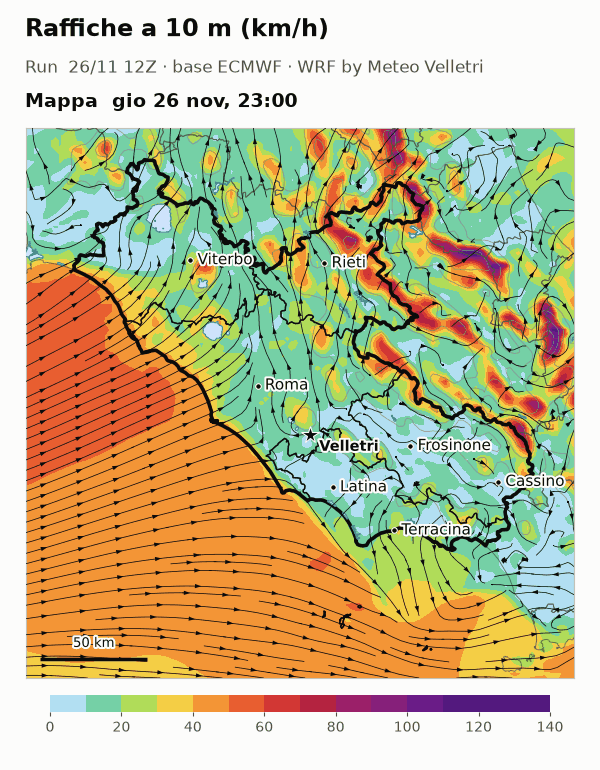 Raffiche a 10 m (km/h)
Run  26/11 12Z · base ECMWF · WRF by Meteo Velletri
Mappa  gio 26 nov, 23:00
Viterbo
Rieti
Roma
Velletri
Frosinone
Latina
Cassino
Terracina
50 km
0 20 40 60 80 100 120 140